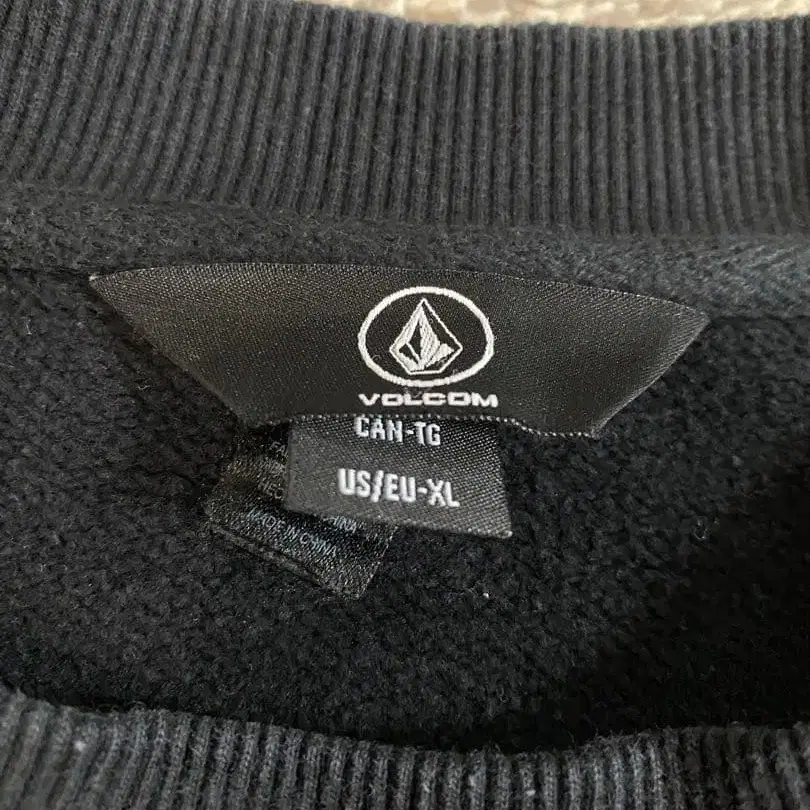 VOLCOM
CAN-TG
US/EU-XL
MADE IN CHINA